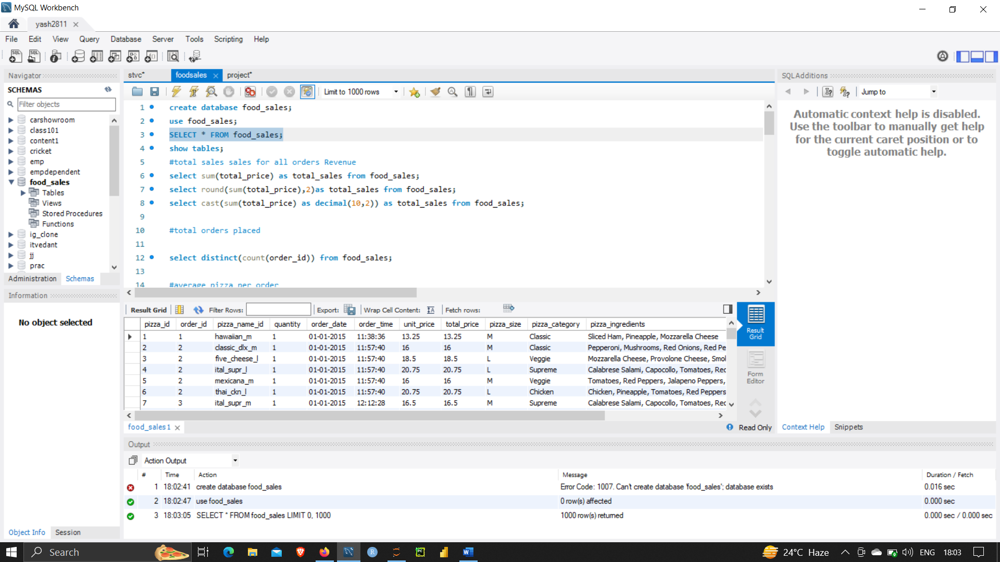 MySQL Workbench
yash2811
File Edit View Query Database Server Tools Scripting Help
Navigator
SCHEMAS
Filter objects
carshowroom
class101
content1
cricket
emp
empdependent
food_sales
Tables
Views
Stored Procedures
Functions
ig_clone
itvedant
jj
prac
Administration Schemas
Information
No object selected
Object Info Session
stvc* foodsales project*
Limit to 1000 rows
1 create database food_sales;
2 use food_sales;
3 SELECT * FROM food_sales;
4 show tables;
5 #total sales sales for all orders Revenue
6 select sum(total_price) as total_sales from food_sales;
7 select round(sum(total_price),2)as total_sales from food_sales;
8 select cast(sum(total_price) as decimal(10,2)) as total_sales from food_sales;
9
10 #total orders placed
11
12 select distinct(count(order_id)) from food_sales;
13
14 #average pizza per order
Result Grid Filter Rows: Export: Wrap Cell Content: Fetch rows:
pizza_id order_id pizza_name_id quantity order_date order_time unit_price total_price pizza_size pizza_category pizza_ingredients
1 1 hawaiian_m 1 01-01-2015 11:38:36 13.25 13.25 M Classic Sliced Ham, Pineapple, Mozzarella Cheese
2 2 classic_dlx_m 1 01-01-2015 11:57:40 16 16 M Classic Pepperoni, Mushrooms, Red Onions, Red Pe
3 2 five_cheese_l 1 01-01-2015 11:57:40 18.5 18.5 L Veggie Mozzarella Cheese, Provolone Cheese, Smol
4 2 ital_supr_l 1 01-01-2015 11:57:40 20.75 20.75 L Supreme Calabrese Salami, Capocollo, Tomatoes, Rec
5 2 mexicana_m 1 01-01-2015 11:57:40 16 16 M Veggie Tomatoes, Red Peppers, Jalapeno Peppers,
6 2 thai_ckn_l 1 01-01-2015 11:57:40 20.75 20.75 L Chicken Chicken, Pineapple, Tomatoes, Red Peppers
7 3 ital_supr_m 1 01-01-2015 12:12:28 16.5 16.5 M Supreme Calabrese Salami, Capocollo, Tomatoes, Rec
Result Grid
Form Editor
food_sales 1
Read Only
SQLAdditions
Jump to
Automatic context help is disabled.
Use the toolbar to manually get help
for the current caret position or to
toggle automatic help.
Context Help Snippets
Output
Action Output
# Time Action Message Duration / Fetch
1 18:02:41 create database food_sales Error Code: 1007. Can't create database 'food_sales'; database exists 0.016 sec
2 18:02:47 use food_sales 0 row(s) affected 0.000 sec
3 18:03:05 SELECT * FROM food_sales LIMIT 0, 1000 1000 row(s) returned 0.000 sec / 0.000 sec
Search
24°C Haze ENG 18:03